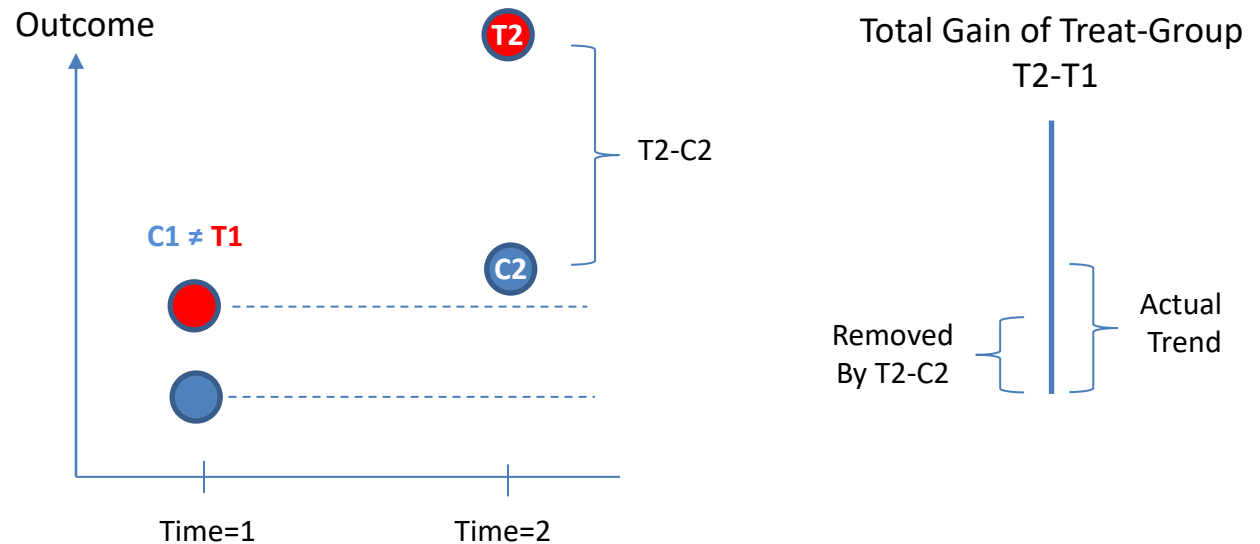 Outcome
T2
T2-C2
C1 ≠ T1
C2
Time=1
Time=2
Total Gain of Treat-Group
T2-T1
Removed
By T2-C2
Actual
Trend